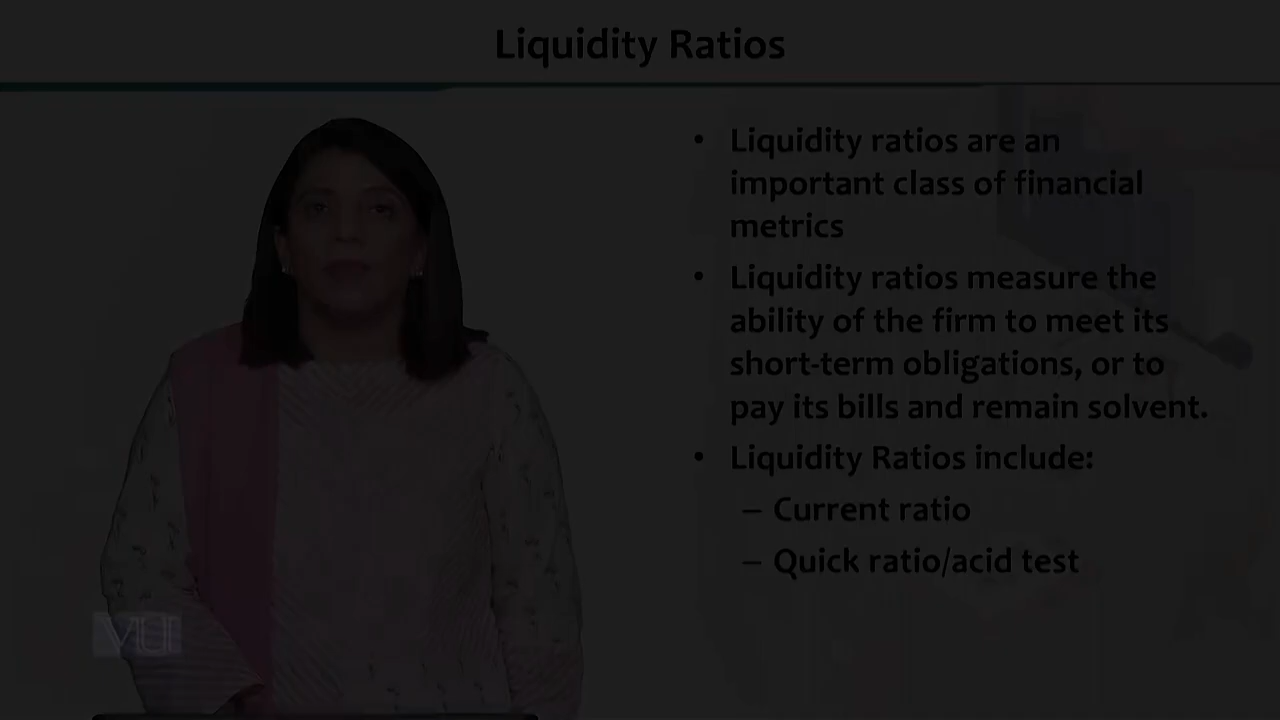 Liquidity Ratios
• Liquidity ratios are an
important class of financial
metrics
• Liquidity ratios measure the
ability of the firm to meet its
short-term obligations, or to
pay its bills and remain solvent.
• Liquidity Ratios include:
– Current ratio
– Quick ratio/acid test
VU